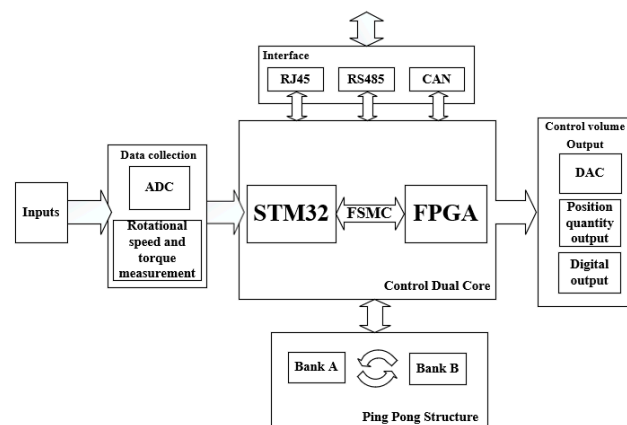 Interface
RJ45
RS485
CAN
Data collection
ADC
Rotational
speed and
torque
measurement
Inputs
STM32
FSMC
FPGA
Control Dual Core
Control volume
Output
DAC
Position
quantity
output
Digital
output
Bank A
Bank B
Ping Pong Structure